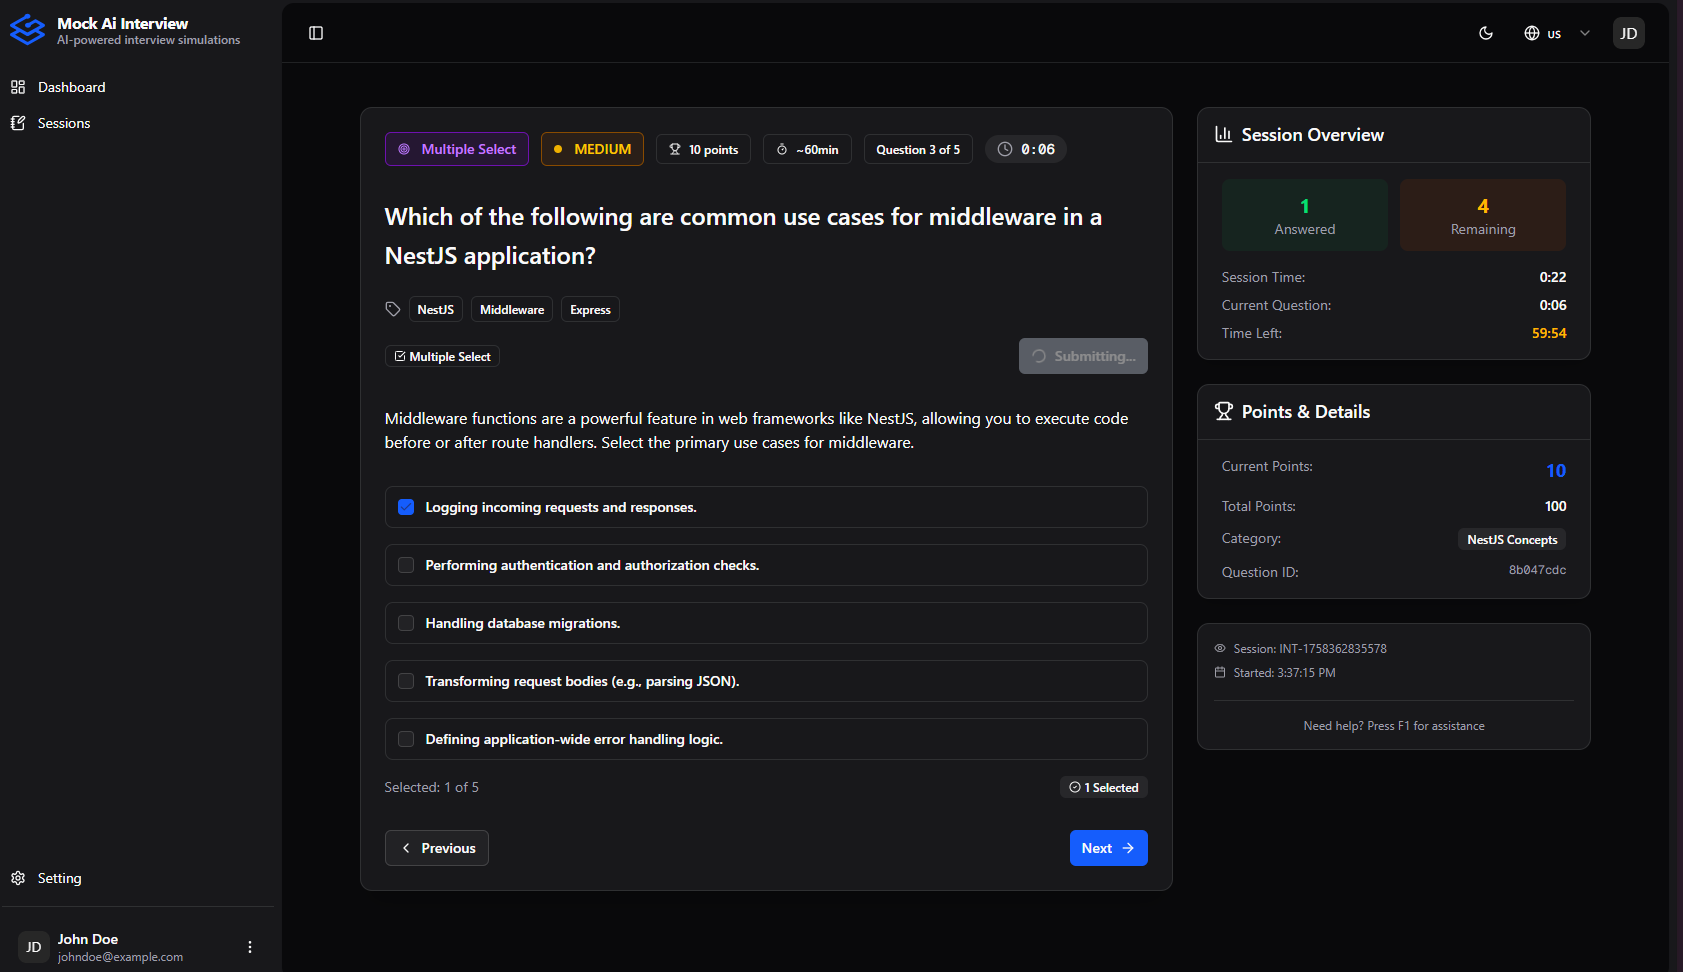 Mock Ai Interview
AI-powered interview simulations
Dashboard
Sessions
Setting
JD
John Doe
johndoe@example.com
us
JD
Multiple Select
MEDIUM
10 points
~60min
Question 3 of 5
0:06
Which of the following are common use cases for middleware in a
NestJS application?
NestJS
Middleware
Express
Multiple Select
Submitting...
Middleware functions are a powerful feature in web frameworks like NestJS, allowing you to execute code
before or after route handlers. Select the primary use cases for middleware.
Logging incoming requests and responses.
Performing authentication and authorization checks.
Handling database migrations.
Transforming request bodies (e.g., parsing JSON).
Defining application-wide error handling logic.
Selected: 1 of 5
1 Selected
Previous
Next
Session Overview
1
Answered
4
Remaining
Session Time:
0:22
Current Question:
0:06
Time Left:
59:54
Points & Details
Current Points:
10
Total Points:
100
Category:
NestJS Concepts
Question ID:
8b047cdc
Session: INT-1758362835578
Started: 3:37:15 PM
Need help? Press F1 for assistance